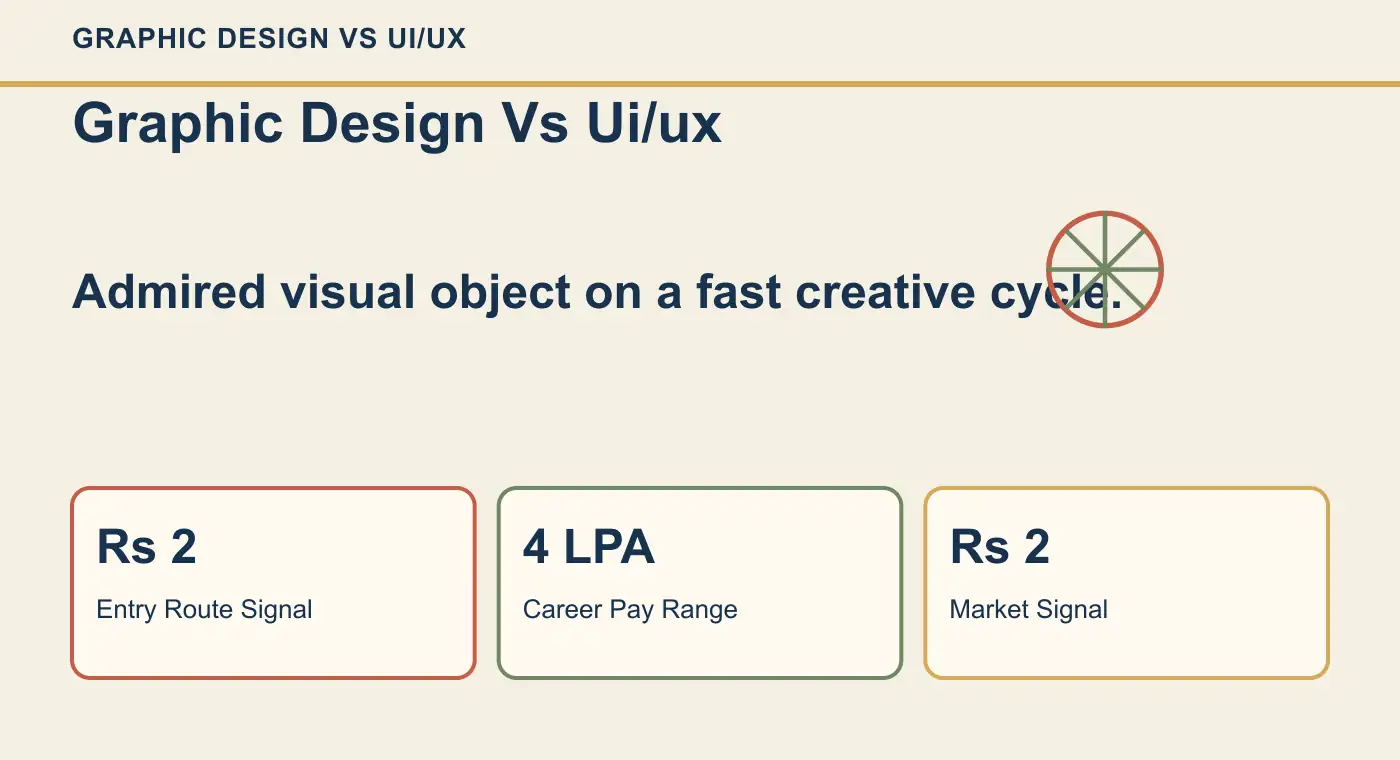 GRAPHIC DESIGN VS UI/UX
Graphic Design Vs Ui/ux
Admired visual object on a fast creative cycle.
Rs 2
Entry Route Signal
4 LPA
Career Pay Range
Rs 2
Market Signal